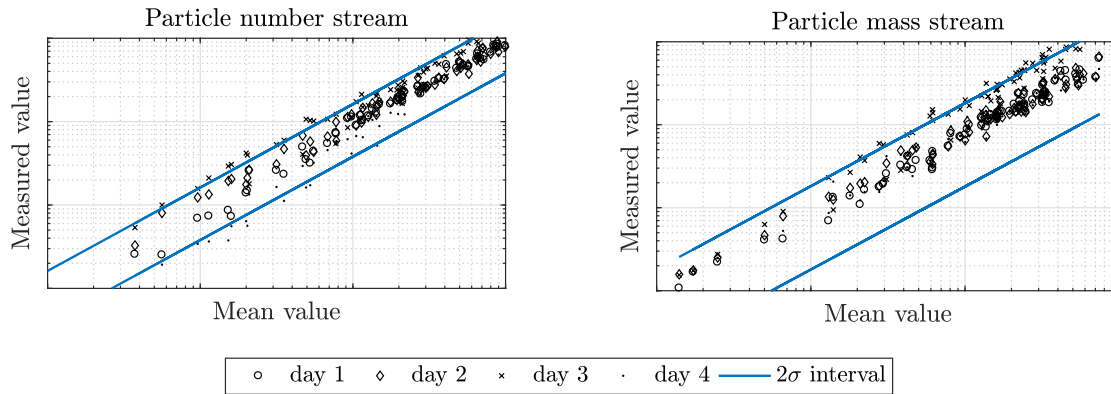 Particle number stream
Measured value
Mean value
Particle mass stream
Measured value
Mean value
day 1 day 2 day 3 day 4 2σ interval